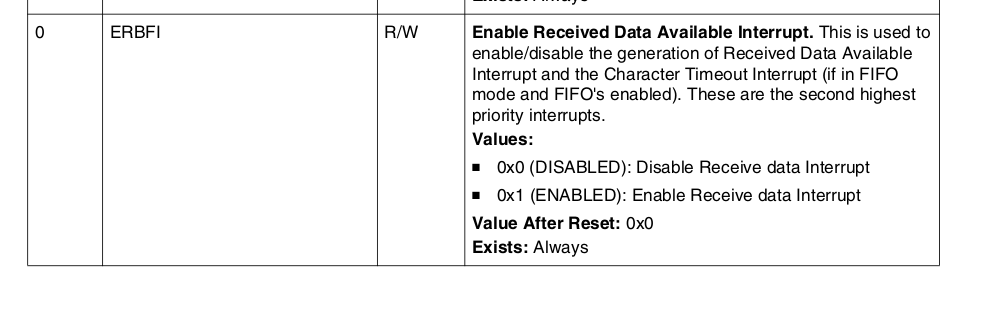 Exists: Always
0 ERBFI R/W Enable Received Data Available Interrupt. This is used to
enable/disable the generation of Received Data Available
Interrupt and the Character Timeout Interrupt (if in FIFO
mode and FIFO's enabled). These are the second highest
priority interrupts.
Values:
■ 0x0 (DISABLED): Disable Receive data Interrupt
■ 0x1 (ENABLED): Enable Receive data Interrupt
Value After Reset: 0x0
Exists: Always